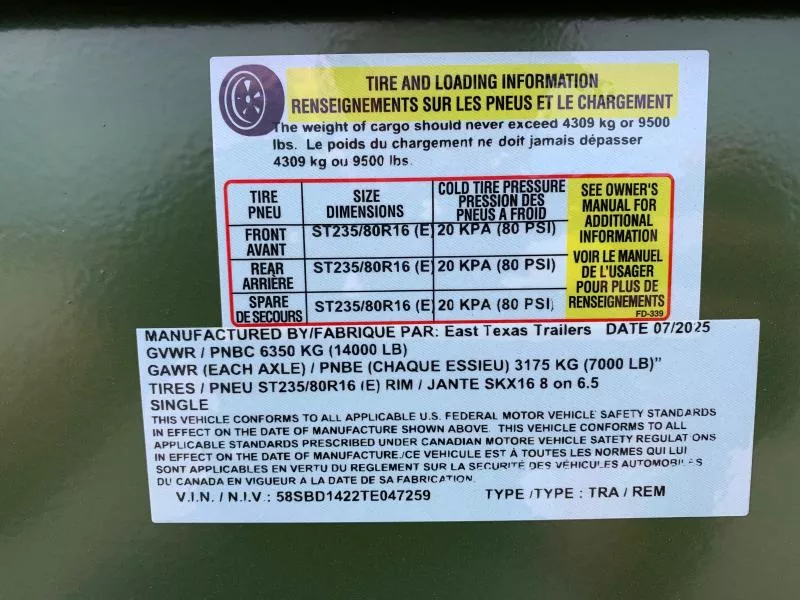 TIRE AND LOADING INFORMATION
RENSEIGNEMENTS SUR LES PNEUS ET LE CHARGEMENT
The weight of cargo should never exceed 4309 kg or 9500
lbs. Le poids du chargement ne doit jamais dépasser
4309 kg ou 9500 lbs.
TIRE PNEU
SIZE DIMENSIONS
COLD TIRE PRESSURE PRESSION DES PNEUS A FROID
SEE OWNER'S
MANUAL FOR
ADDITIONAL
INFORMATION
VOIR LE MANUEL
DE L'USAGER
POUR PLUS DE
RENSEIGNEMENTS
FRONT AVANT ST235/80R16 (E) 20 KPA (80 PSI)
REAR ARRIÈRE ST235/80R16 (E) 20 KPA (80 PSI)
SPARE DE SECOURS ST235/80R16 (E) 20 KPA (80 PSI)
FD-339
MANUFACTURED BY/FABRIQUE PAR: East Texas Trailers DATE 07/2025
GVWR / PNBC 6350 KG (14000 LB)
GAWR (EACH AXLE) / PNBE (CHAQUE ESSIEU) 3175 KG (7000 LB)"
TIRES / PNEU ST235/80R16 (E) RIM / JANTE SKX16 8 on 6.5
SINGLE
THIS VEHICLE CONFORMS TO ALL APPLICABLE U.S. FEDERAL MOTOR VEHICLE SAFETY STANDARDS
IN EFFECT ON THE DATE OF MANUFACTURE SHOWN ABOVE. THIS VEHICLE CONFORMS TO ALL
APPLICABLE STANDARDS PRESCRIBED UNDER CANADIAN MOTORE VEHICLE SATETY REGULATIONS
IN EFFECT ON THE DATE OF MANUFACTURE./CE VEHICULE EST À TOUTES LES NORMES QUI LUI
SONT APPLICABLES EN VERTU DU REGLEMENT SUR LA SECURITÉ DES VÉHICULES AUTOMOBILES
DU CANADA EN VIGUEUR A LA DATE DE SA FABRICATION.
V.I.N. / N.I.V : 58SBD1422TE047259 TYPE /TYPE : TRA / REM